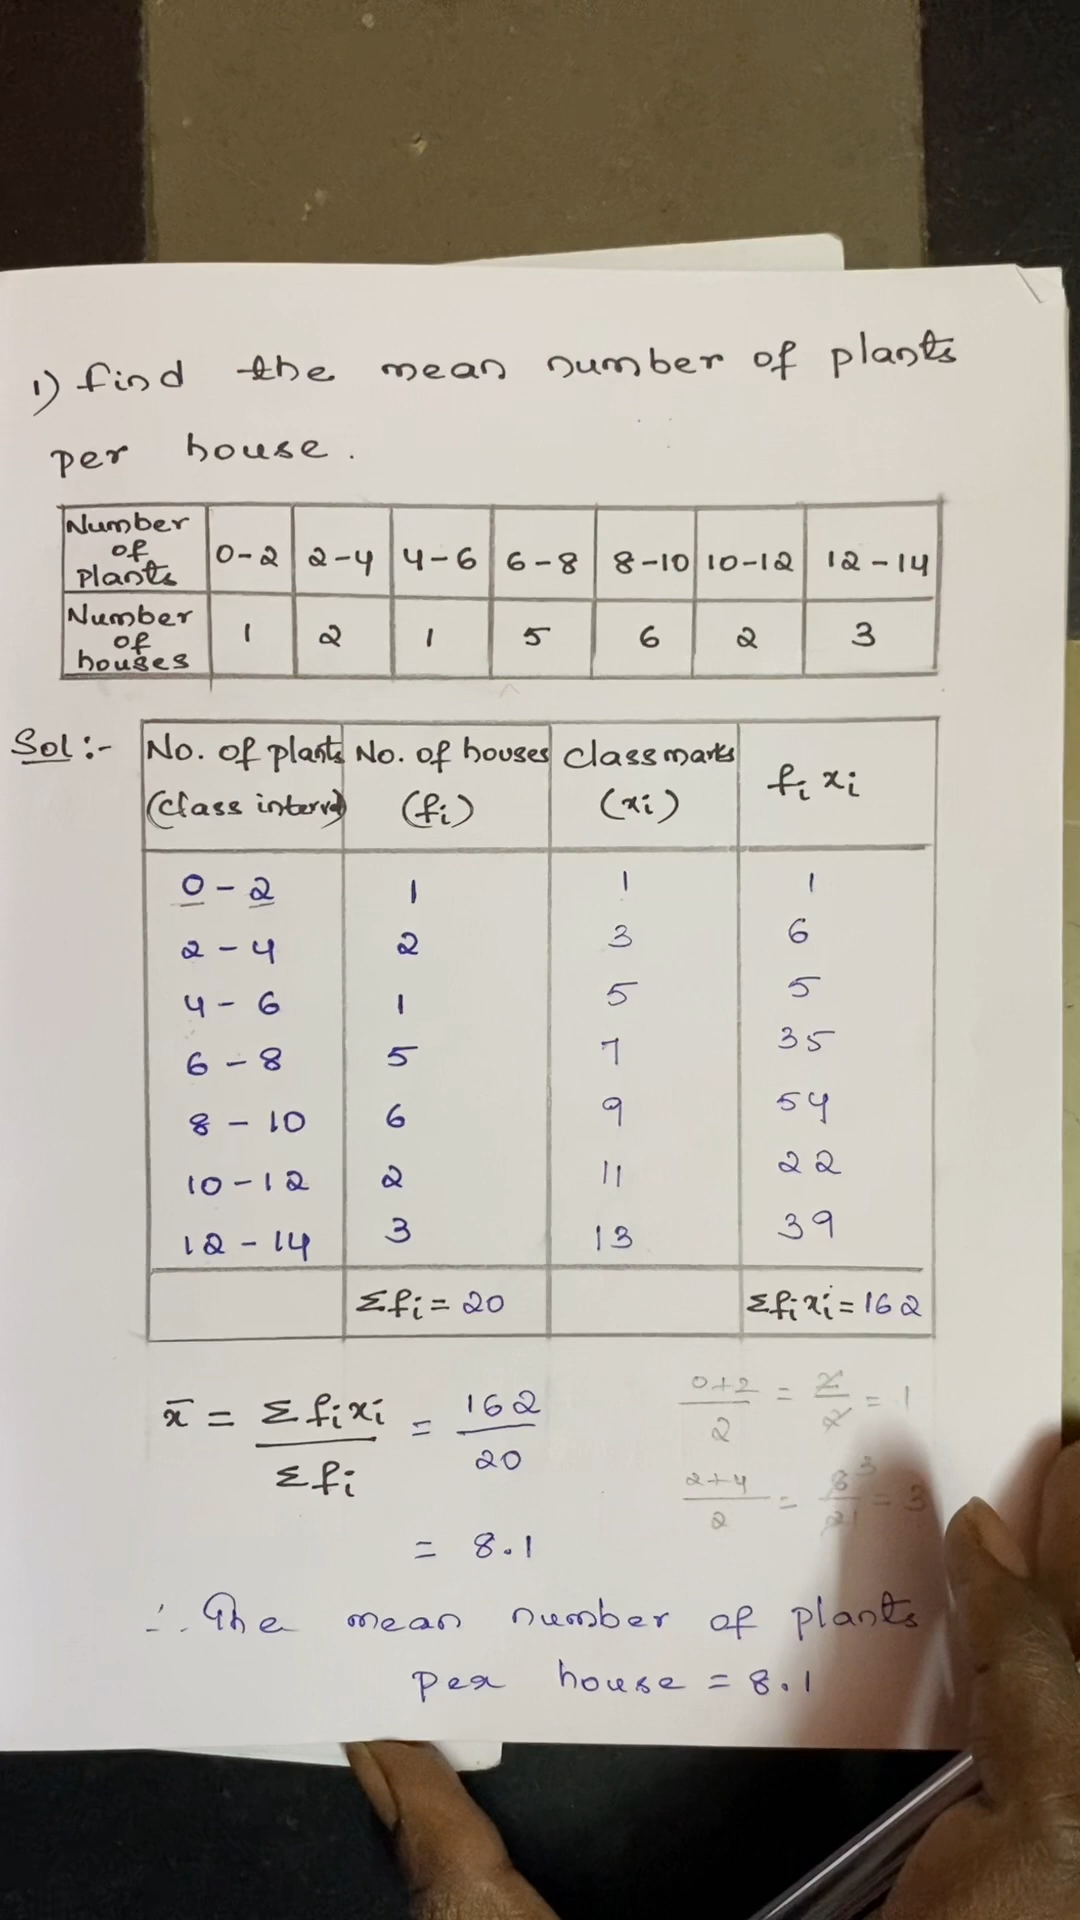 1) find the mean number of plants
per house.
Number of plants 0-2 2-4 4-6 6-8 8-10 10-12 12-14
Number of houses 1 2 1 5 6 2 3
Sol:- No. of plants No. of houses Class marks fᵢ xᵢ
(class interval) (fᵢ) (xᵢ)
0-2 1 1 1
2-4 2 3 6
4-6 1 5 5
6-8 5 7 35
8-10 6 9 54
10-12 2 11 22
12-14 3 13 39
Σfᵢ = 20 Σfᵢxᵢ = 162
x̄ = Σfᵢxᵢ / Σfᵢ = 162 / 20
0+2 / 2 = 2 / 2 = 1
2+4 / 2 = 6 3 / 2 1 = 3
= 8.1
∴ The mean number of plants
per house = 8.1